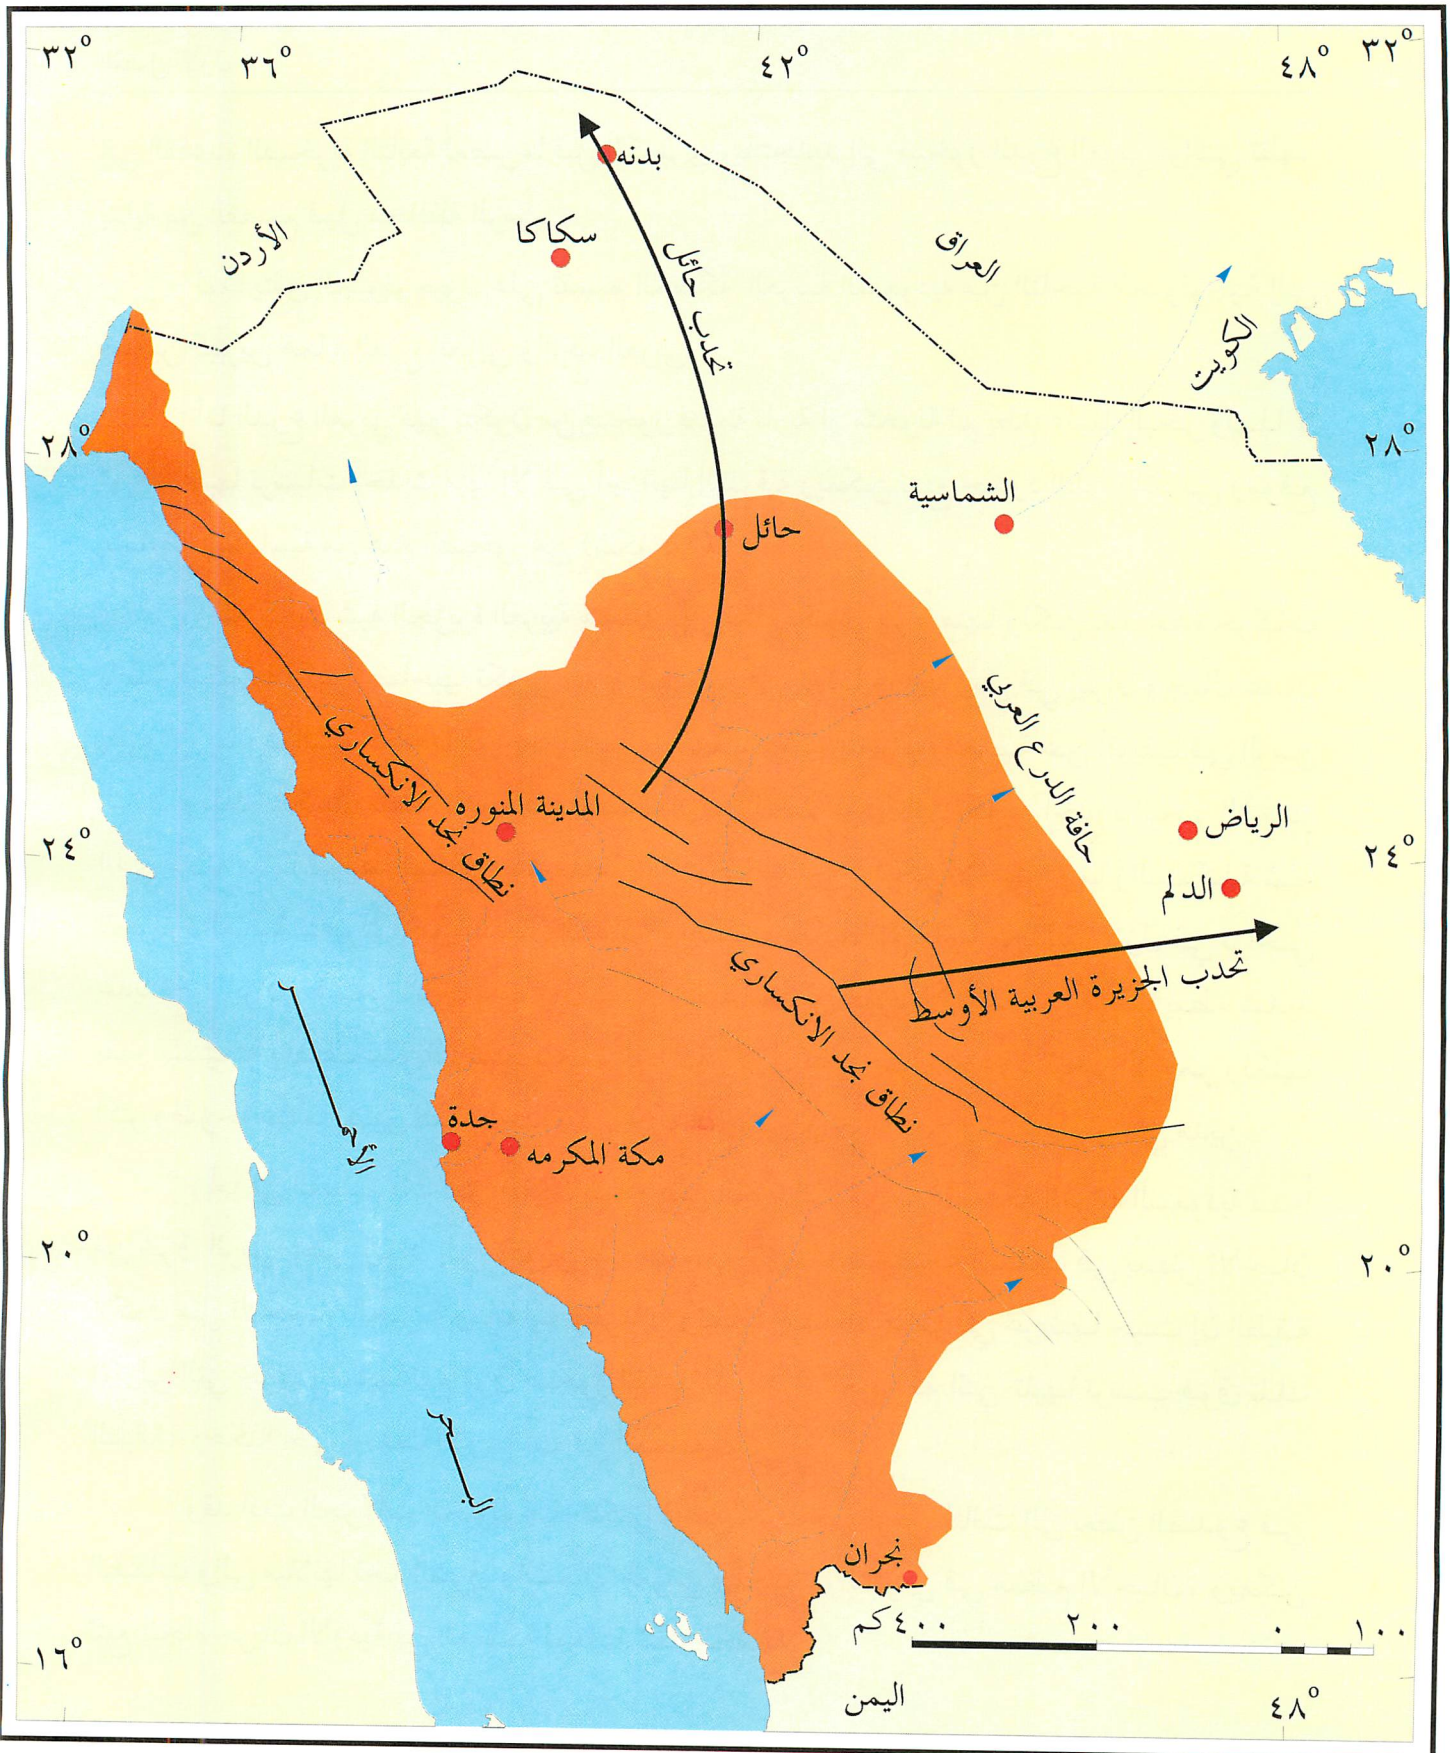 ٣٢°
٣٦°
٤٢°
٤٨°
٣٢°
بدنه
سكاكا
الأردن
العراق
الكويت
تحدب حائل
٢٨°
٢٨°
الشماسية
حائل
حافة الدرع العربي
نطاق نجد الانكساري
المدينة المنوره
الرياض
٢٤°
٢٤°
الدلم
تحدب الجزيرة العربية الأوسط
نطاق نجد الانكساري
جدة
مكة المكرمه
البحر
الأحمر
٢٠°
٢٠°
نجران
٤٠٠كم
٢٠٠
٠
١٠٠
١٦°
اليمن
٤٨°